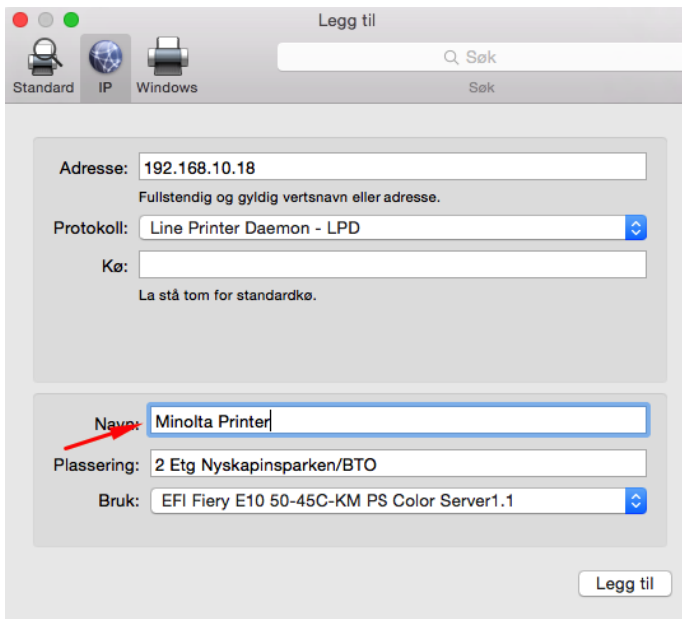 Legg til
Søk
Standard IP Windows Søk
Adresse: 192.168.10.18
Fullstendig og gyldig vertsnavn eller adresse.
Protokoll: Line Printer Daemon - LPD
Kø:
La stå tom for standardkø.
Navn: Minolta Printer
Plassering: 2 Etg Nyskapinsparken/BTO
Bruk: EFI Fiery E10 50-45C-KM PS Color Server1.1
Legg til